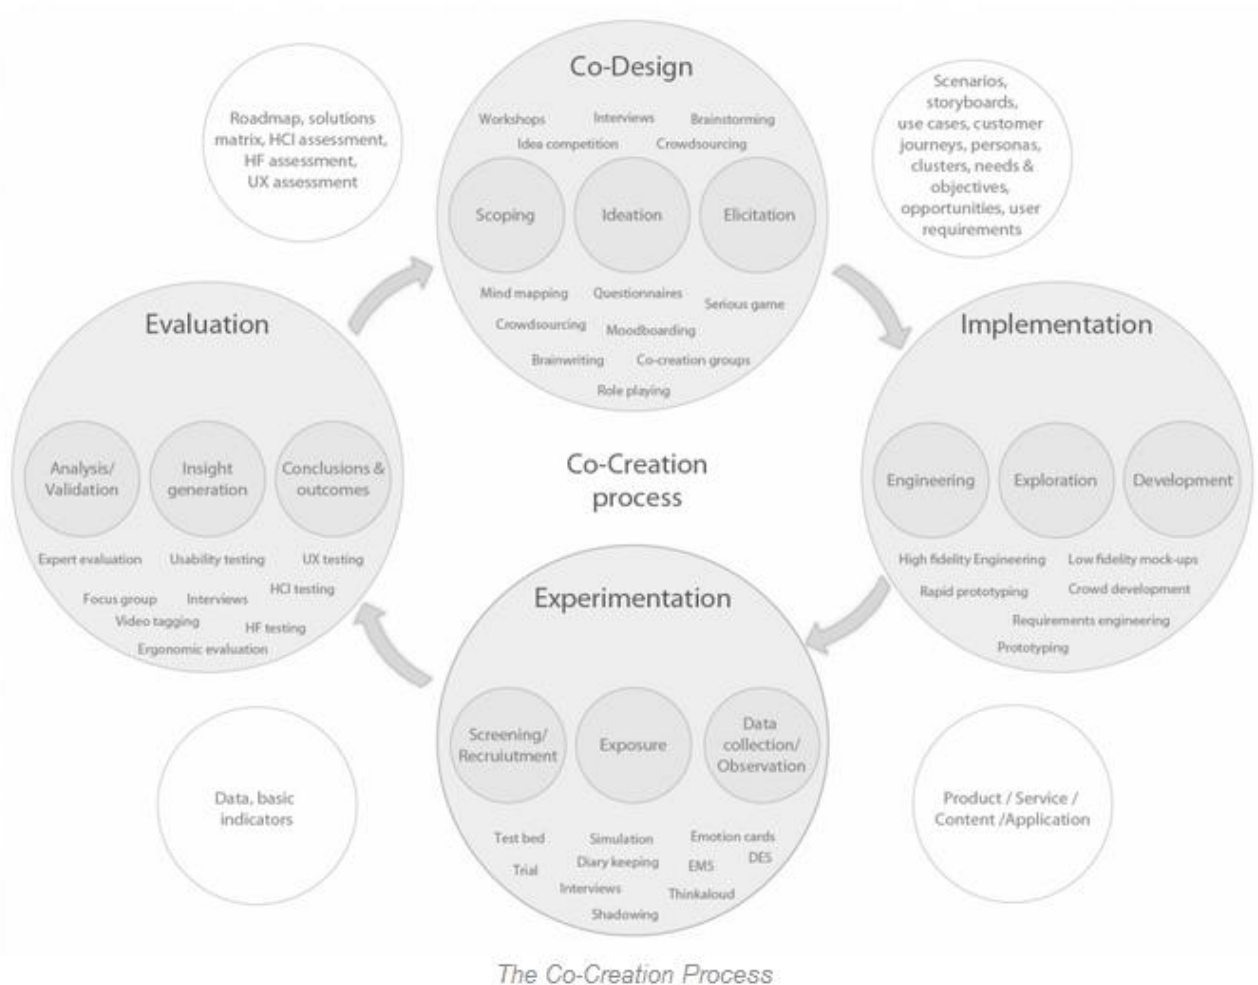 Co-Design
Workshops Interviews Brainstorming
Idea competition Crowdsourcing
Scoping Ideation Elicitation
Mind mapping Questionnaires Serious game
Crowdsourcing Moodboarding
Brainwriting Co-creation groups
Role playing
Scenarios,
storyboards,
use cases, customer
journeys, personas,
clusters, needs &
objectives,
opportunities, user
requirements
Implementation
Engineering Exploration Development
High fidelity Engineering Low fidelity mock-ups
Rapid prototyping Crowd development
Requirements engineering
Prototyping
Product / Service /
Content /Application
Experimentation
Screening/
Recruiutment
Exposure
Data
collection/
Observation
Test bed Simulation Emotion cards
Trial Diary keeping EMS DES
Interviews Thinkaloud
Shadowing
Data, basic
indicators
Evaluation
Analysis/
Validation
Insight
generation
Conclusions &
outcomes
Expert evaluation Usability testing UX testing
Focus group Interviews HCI testing
Video tagging HF testing
Ergonomic evaluation
Roadmap, solutions
matrix, HCI assessment,
HF assessment,
UX assessment
Co-Creation
process
The Co-Creation Process